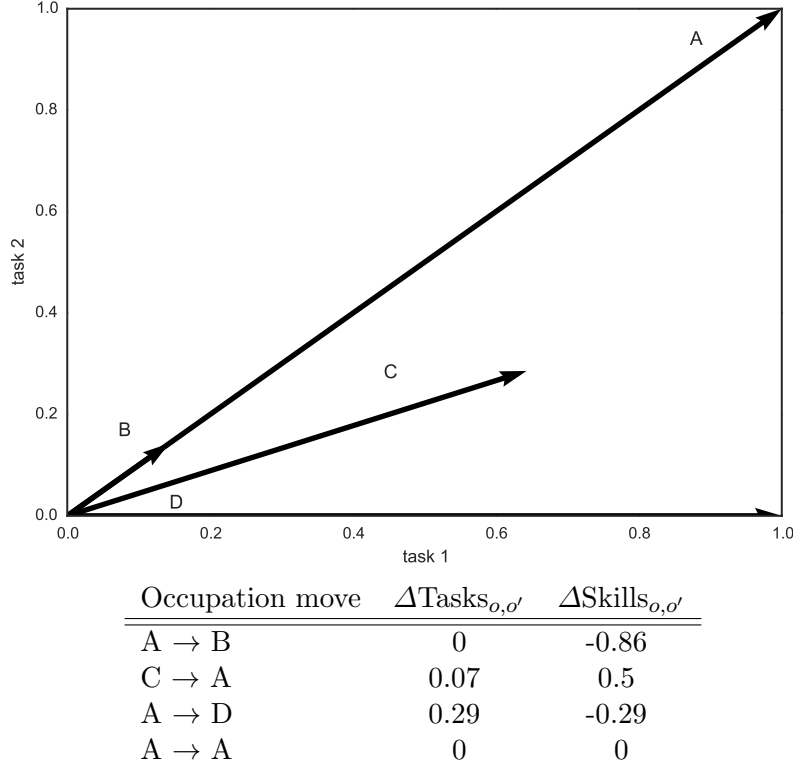 1.0
A
0.8
0.6
task 2
0.4
C
0.2
B
D
0.0
0.0 0.2 0.4 0.6 0.8 1.0
task 1
Occupation move ΔTasksₒ,ₒ′ ΔSkillsₒ,ₒ′
A → B 0 -0.86
C → A 0.07 0.5
A → D 0.29 -0.29
A → A 0 0